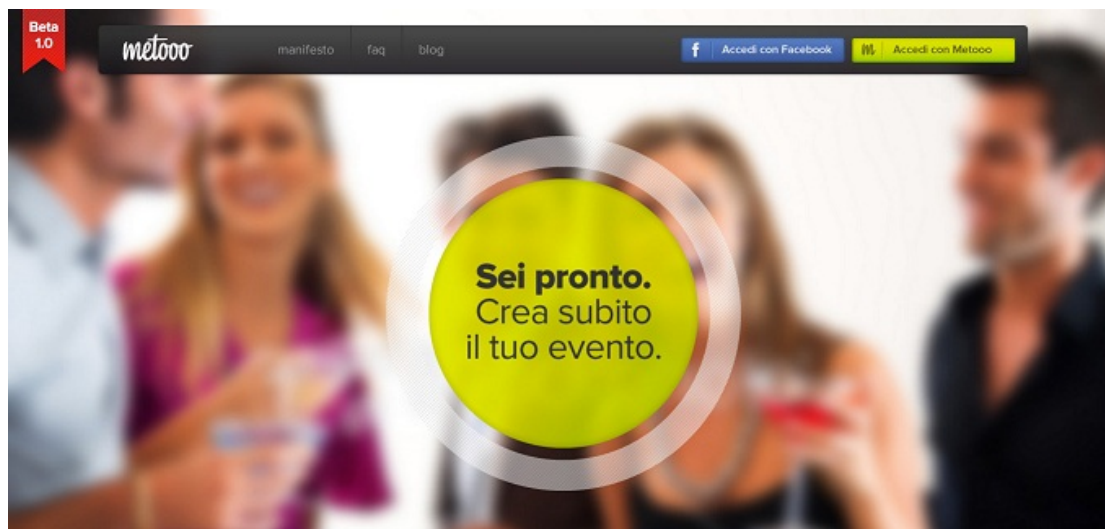 Beta
1.0
metooo
manifesto
faq
blog
f
Accedi con Facebook
m
Accedi con Metooo
Sei pronto.
Crea subito
il tuo evento.